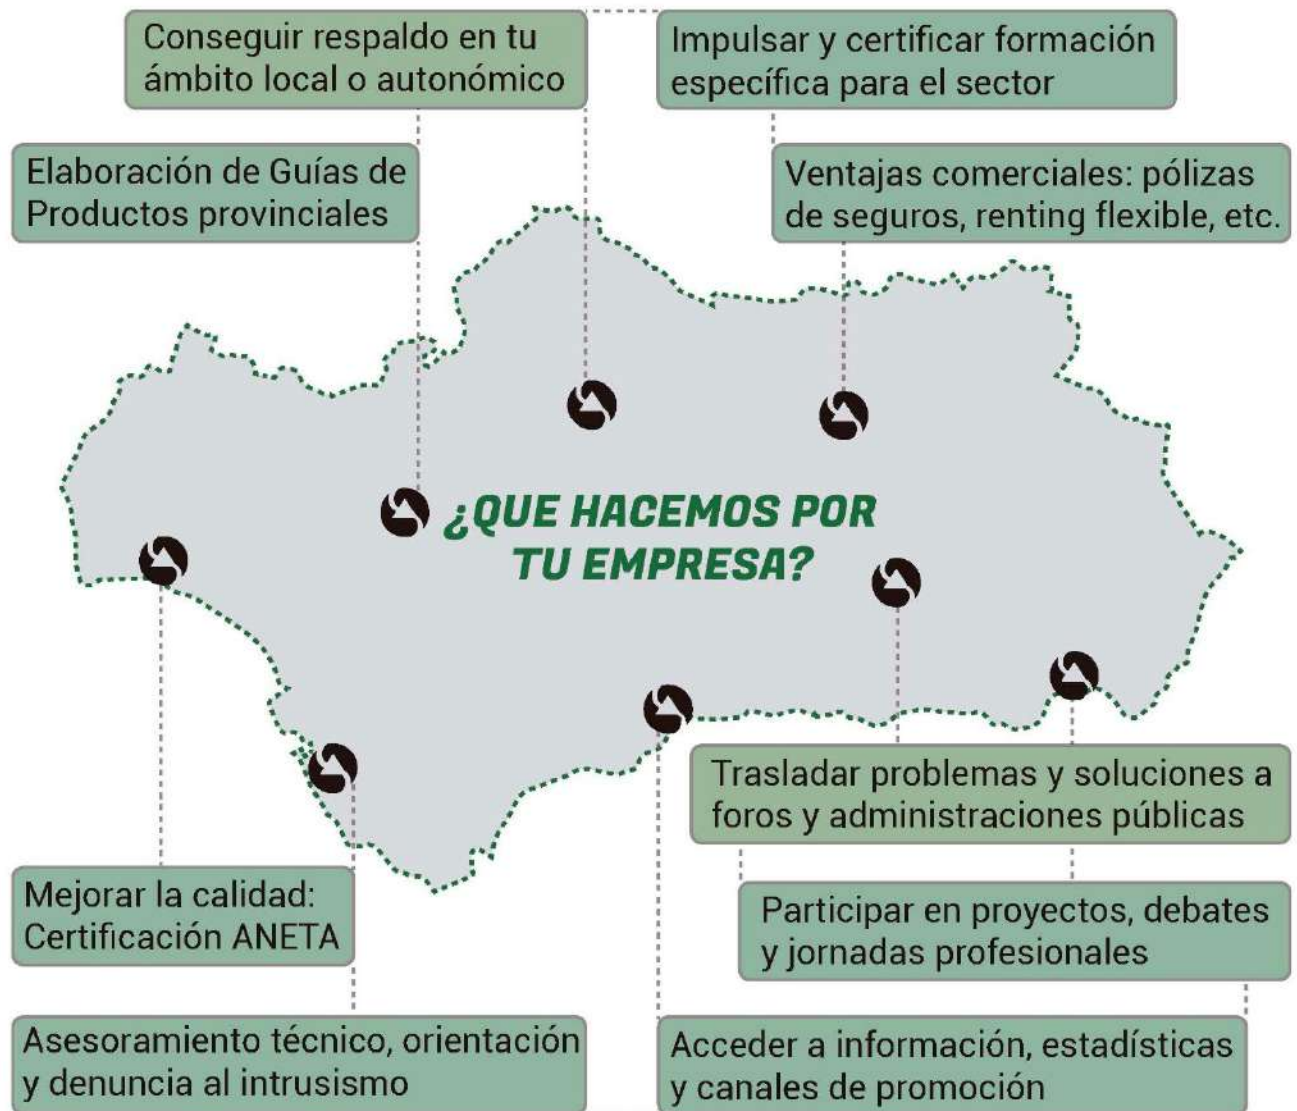 Conseguir respaldo en tu
ámbito local o autonómico
Impulsar y certificar formación
específica para el sector
Elaboración de Guías de
Productos provinciales
Ventajas comerciales: pólizas
de seguros, renting flexible, etc.
¿QUE HACEMOS POR
TU EMPRESA?
Trasladar problemas y soluciones a
foros y administraciones públicas
Mejorar la calidad:
Certificación ANETA
Participar en proyectos, debates
y jornadas profesionales
Asesoramiento técnico, orientación
y denuncia al intrusismo
Acceder a información, estadísticas
y canales de promoción